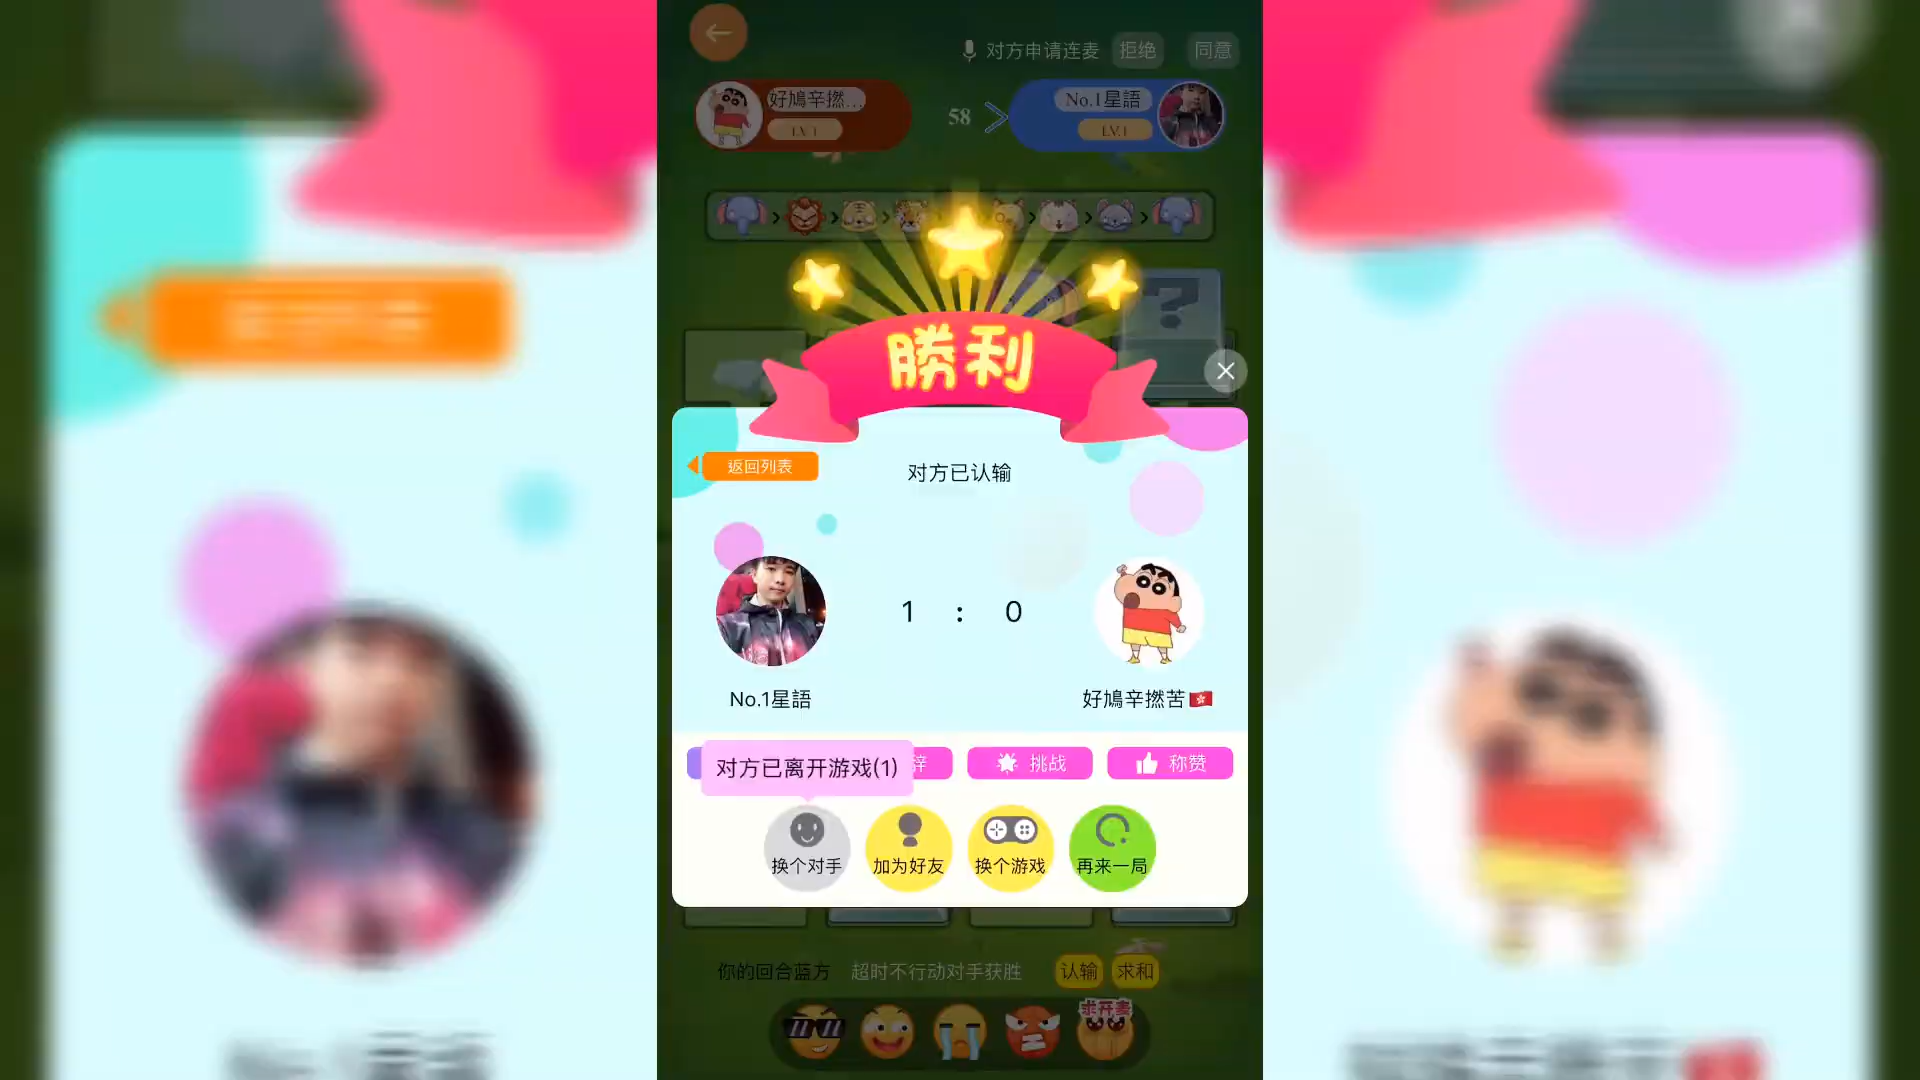 对方申请连麦 拒绝 同意
好鳩辛撚...
LV.1
58
No.1星語
LV.1
勝利
返回列表
对方已认输
1 : 0
No.1星語
好鳩辛撚苦🇭🇰
对方已离开游戏(1)
挑战
称赞
换个对手
加为好友
换个游戏
再来一局
你的回合蓝方 超时不行动对手获胜 认输 求和
求开麦